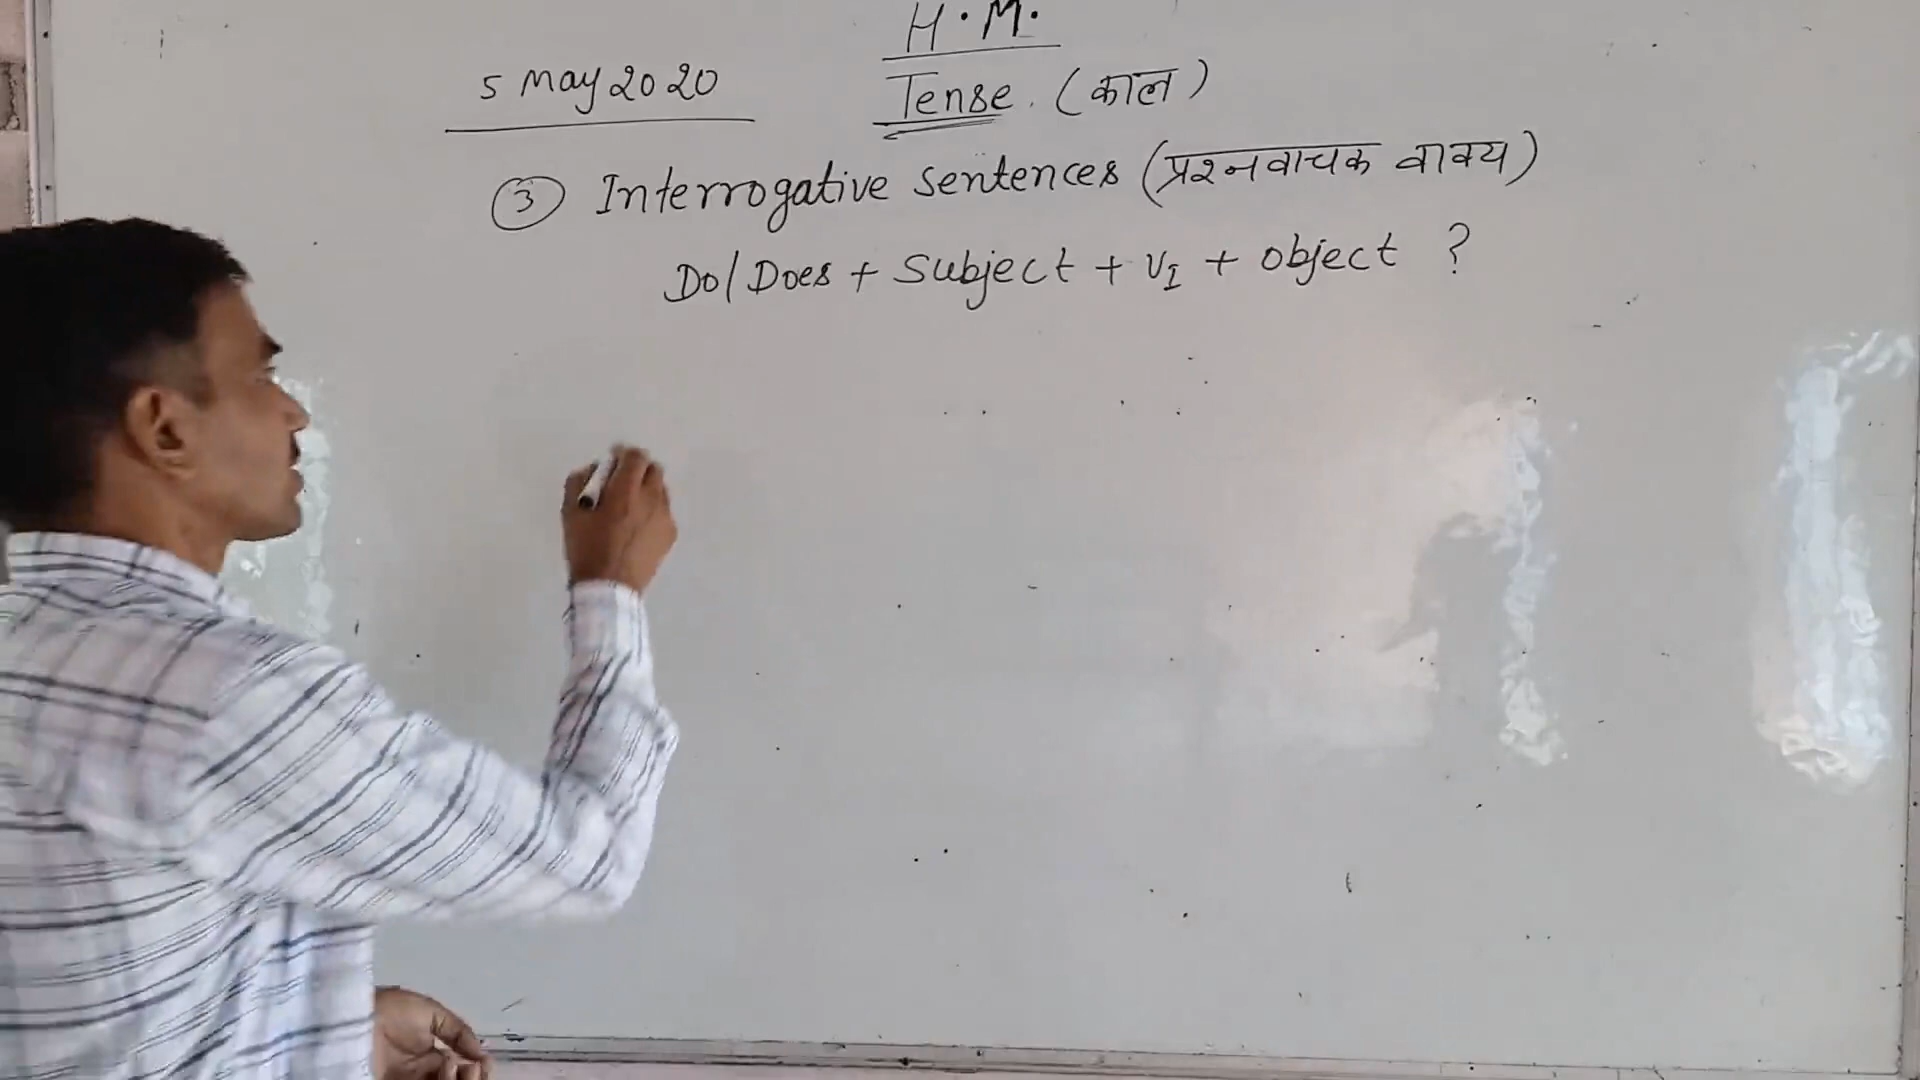 H.M.
5 May 2020
Tense. (काल)
③ Interrogative sentences (प्रश्नवाचक वाक्य)
Do/Does + Subject + V₁ + object ?